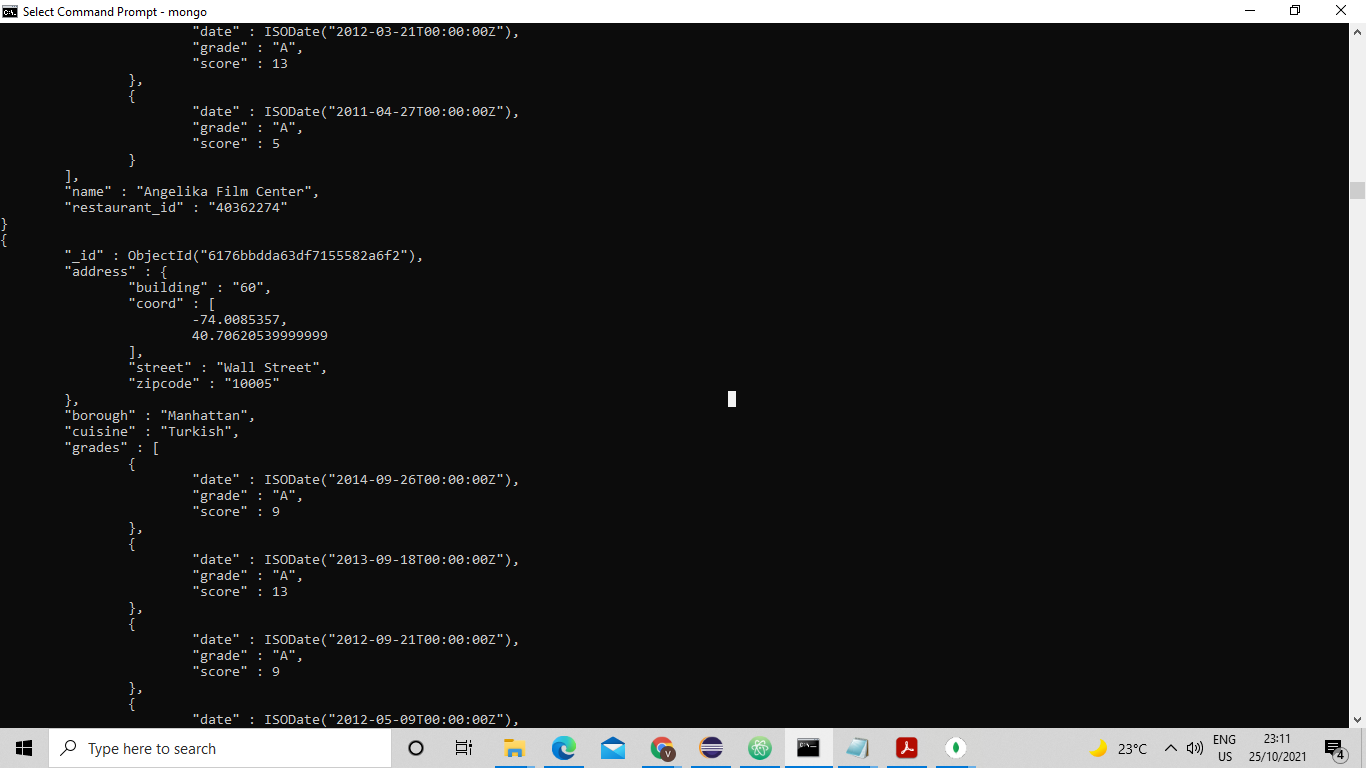 Select Command Prompt - mongo
"date" : ISODate("2012-03-21T00:00:00Z"),
"grade" : "A",
"score" : 13
},
{
"date" : ISODate("2011-04-27T00:00:00Z"),
"grade" : "A",
"score" : 5
}
],
"name" : "Angelika Film Center",
"restaurant_id" : "40362274"
}
{
"_id" : ObjectId("6176bbdda63df7155582a6f2"),
"address" : {
"building" : "60",
"coord" : [
-74.0085357,
40.70620539999999
],
"street" : "Wall Street",
"zipcode" : "10005"
},
"borough" : "Manhattan",
"cuisine" : "Turkish",
"grades" : [
{
"date" : ISODate("2014-09-26T00:00:00Z"),
"grade" : "A",
"score" : 9
},
{
"date" : ISODate("2013-09-18T00:00:00Z"),
"grade" : "A",
"score" : 13
},
{
"date" : ISODate("2012-09-21T00:00:00Z"),
"grade" : "A",
"score" : 9
},
{
"date" : ISODate("2012-05-09T00:00:00Z"),
Type here to search
V
23°C
ENG
US
23:11
25/10/2021
4